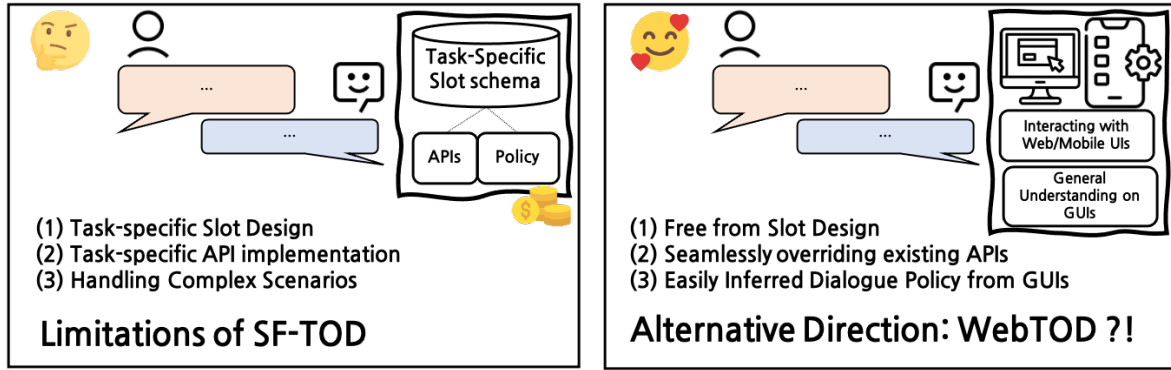 ...
...
Task-Specific
Slot schema
APIs
Policy
$
(1) Task-specific Slot Design
(2) Task-specific API implementation
(3) Handling Complex Scenarios
Limitations of SF-TOD
...
...
Interacting with
Web/Mobile UIs
General
Understanding on
GUIs
(1) Free from Slot Design
(2) Seamlessly overriding existing APIs
(3) Easily Inferred Dialogue Policy from GUIs
Alternative Direction: WebTOD ?!